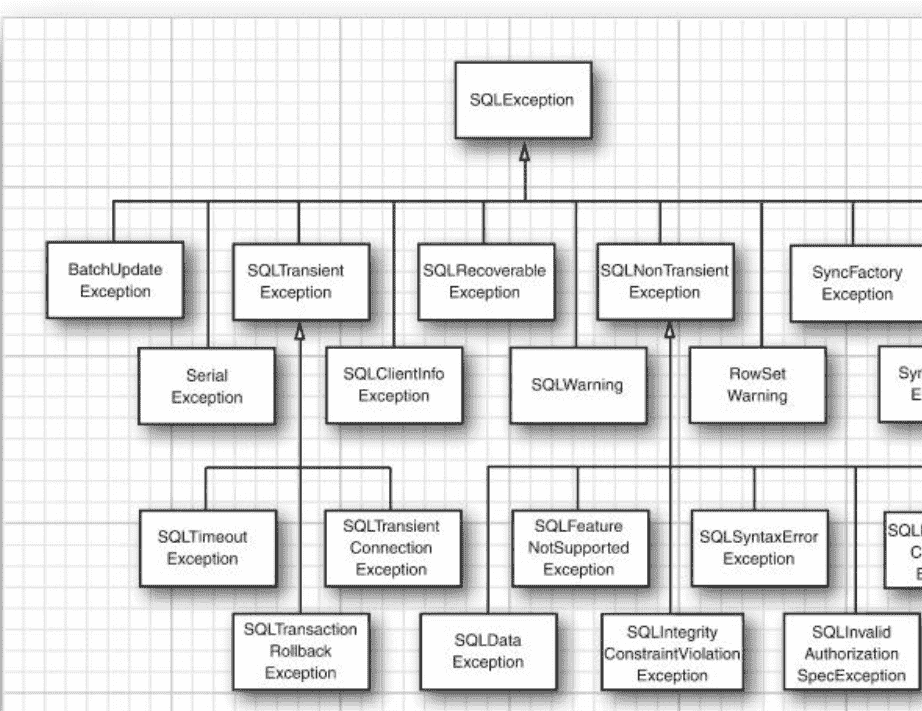 SQLException
BatchUpdate
Exception
SQLTransient
Exception
SQLRecoverable
Exception
SQLNonTransient
Exception
SyncFactory
Exception
Serial
Exception
SQLClientInfo
Exception
SQLWarning
RowSet
Warning
SQLTimeout
Exception
SQLTransient
Connection
Exception
SQLFeature
NotSupported
Exception
SQLSyntaxError
Exception
SQLTransaction
Rollback
Exception
SQLData
Exception
SQLIntegrity
ConstraintViolation
Exception
SQLInvalid
Authorization
SpecException